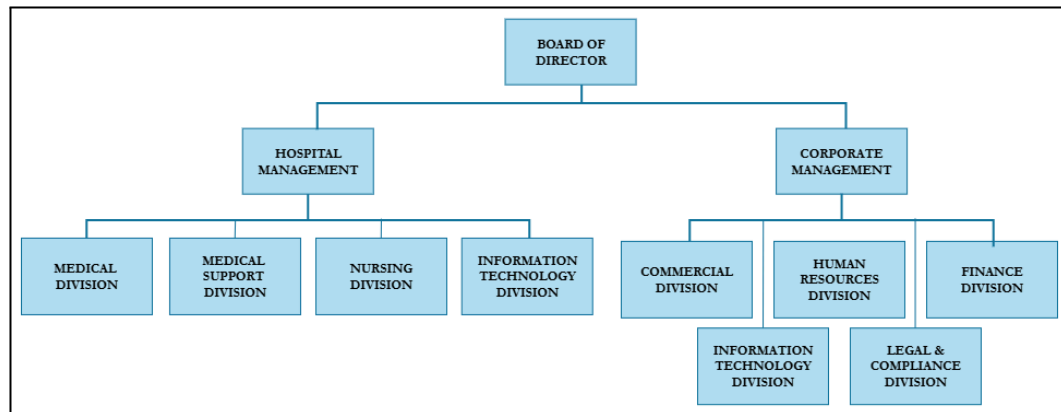 BOARD OF
DIRECTOR
HOSPITAL
MANAGEMENT
CORPORATE
MANAGEMENT
MEDICAL
DIVISION
MEDICAL
SUPPORT
DIVISION
NURSING
DIVISION
INFORMATION
TECHNOLOGY
DIVISION
COMMERCIAL
DIVISION
HUMAN
RESOURCES
DIVISION
FINANCE
DIVISION
INFORMATION
TECHNOLOGY
DIVISION
LEGAL &
COMPLIANCE
DIVISION